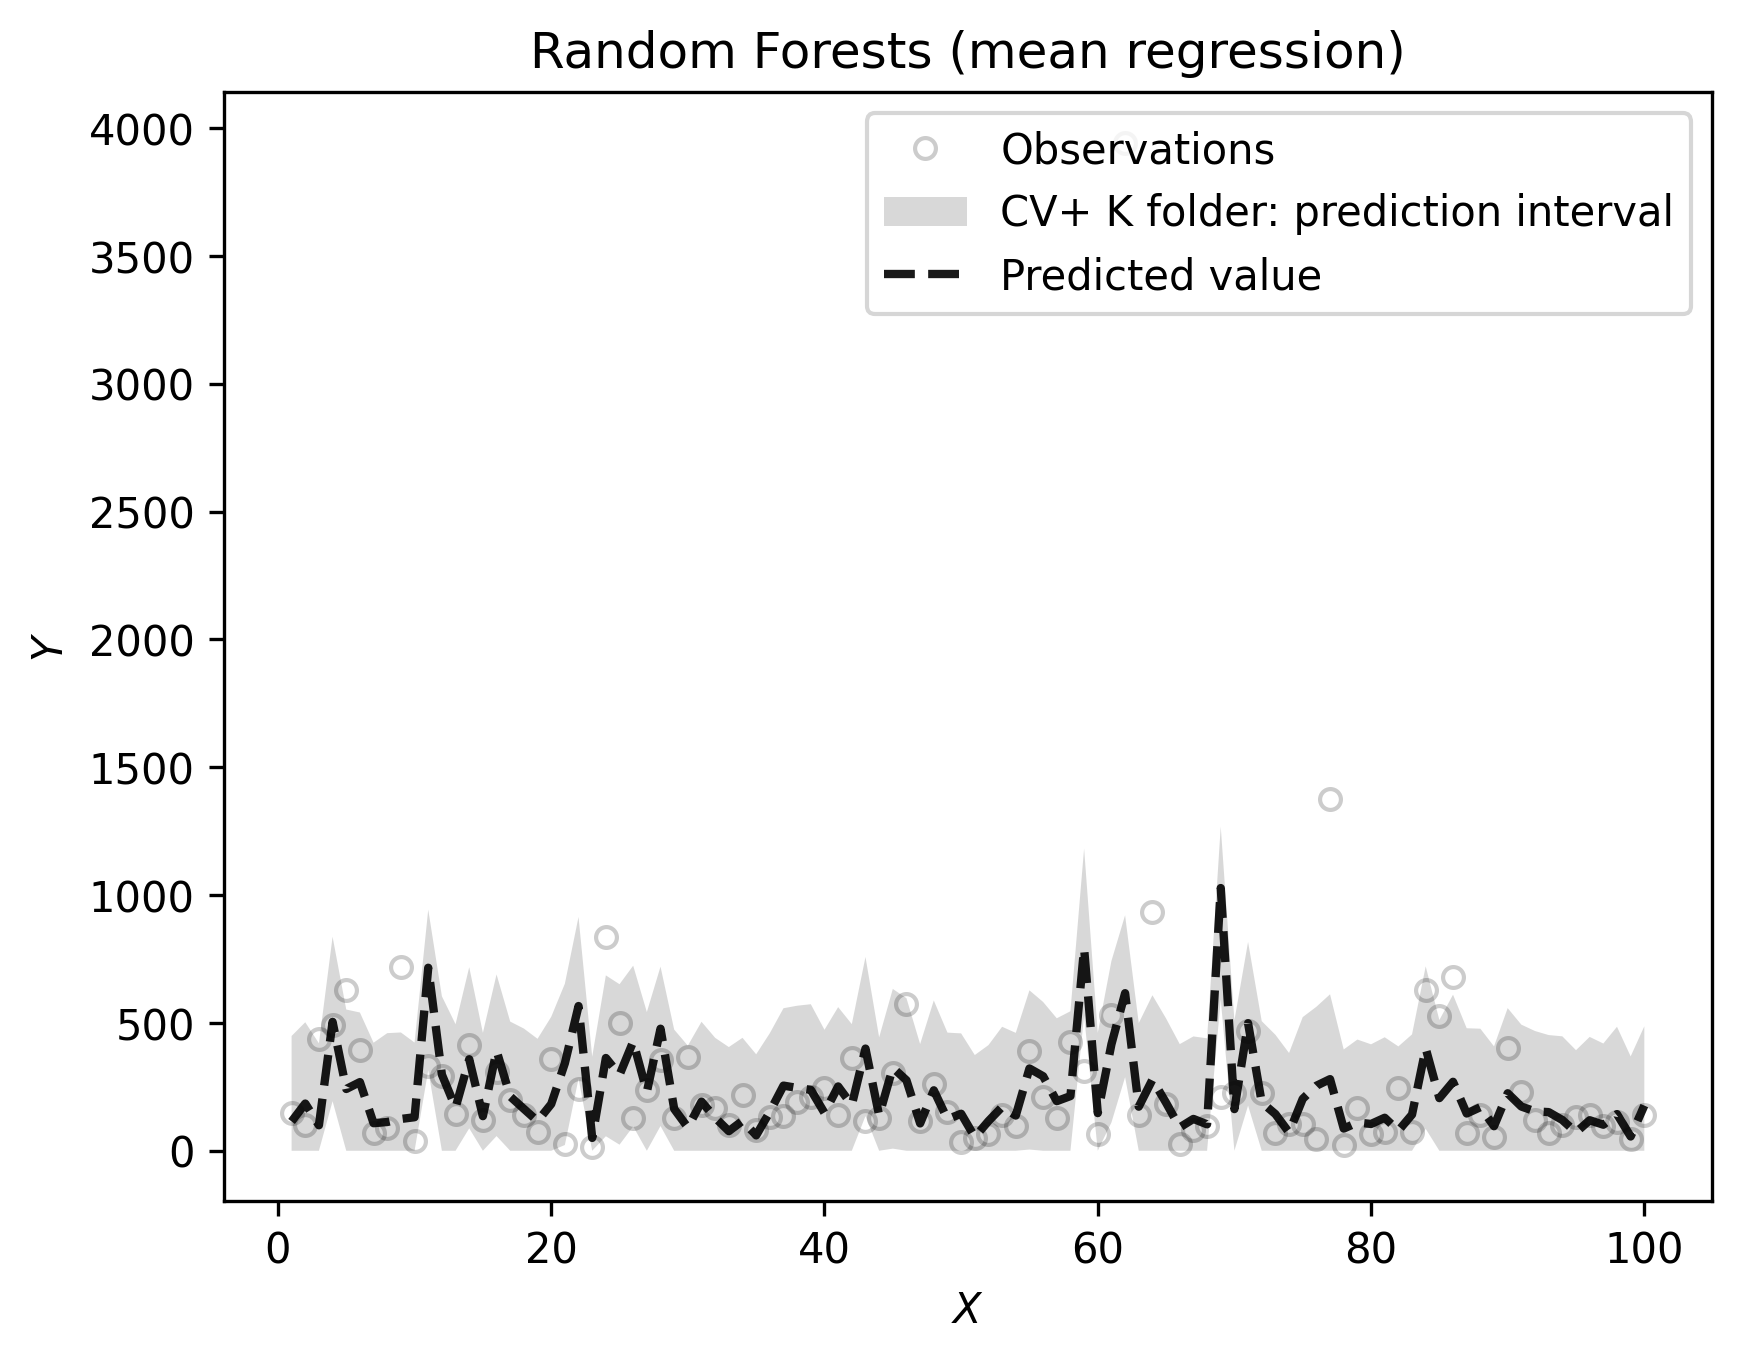 Random Forests (mean regression)
4000
3500
3000
2500
2000
1500
1000
500
0
Y
Observations
CV+ K folder: prediction interval
Predicted value
0 20 40 60 80 100
X